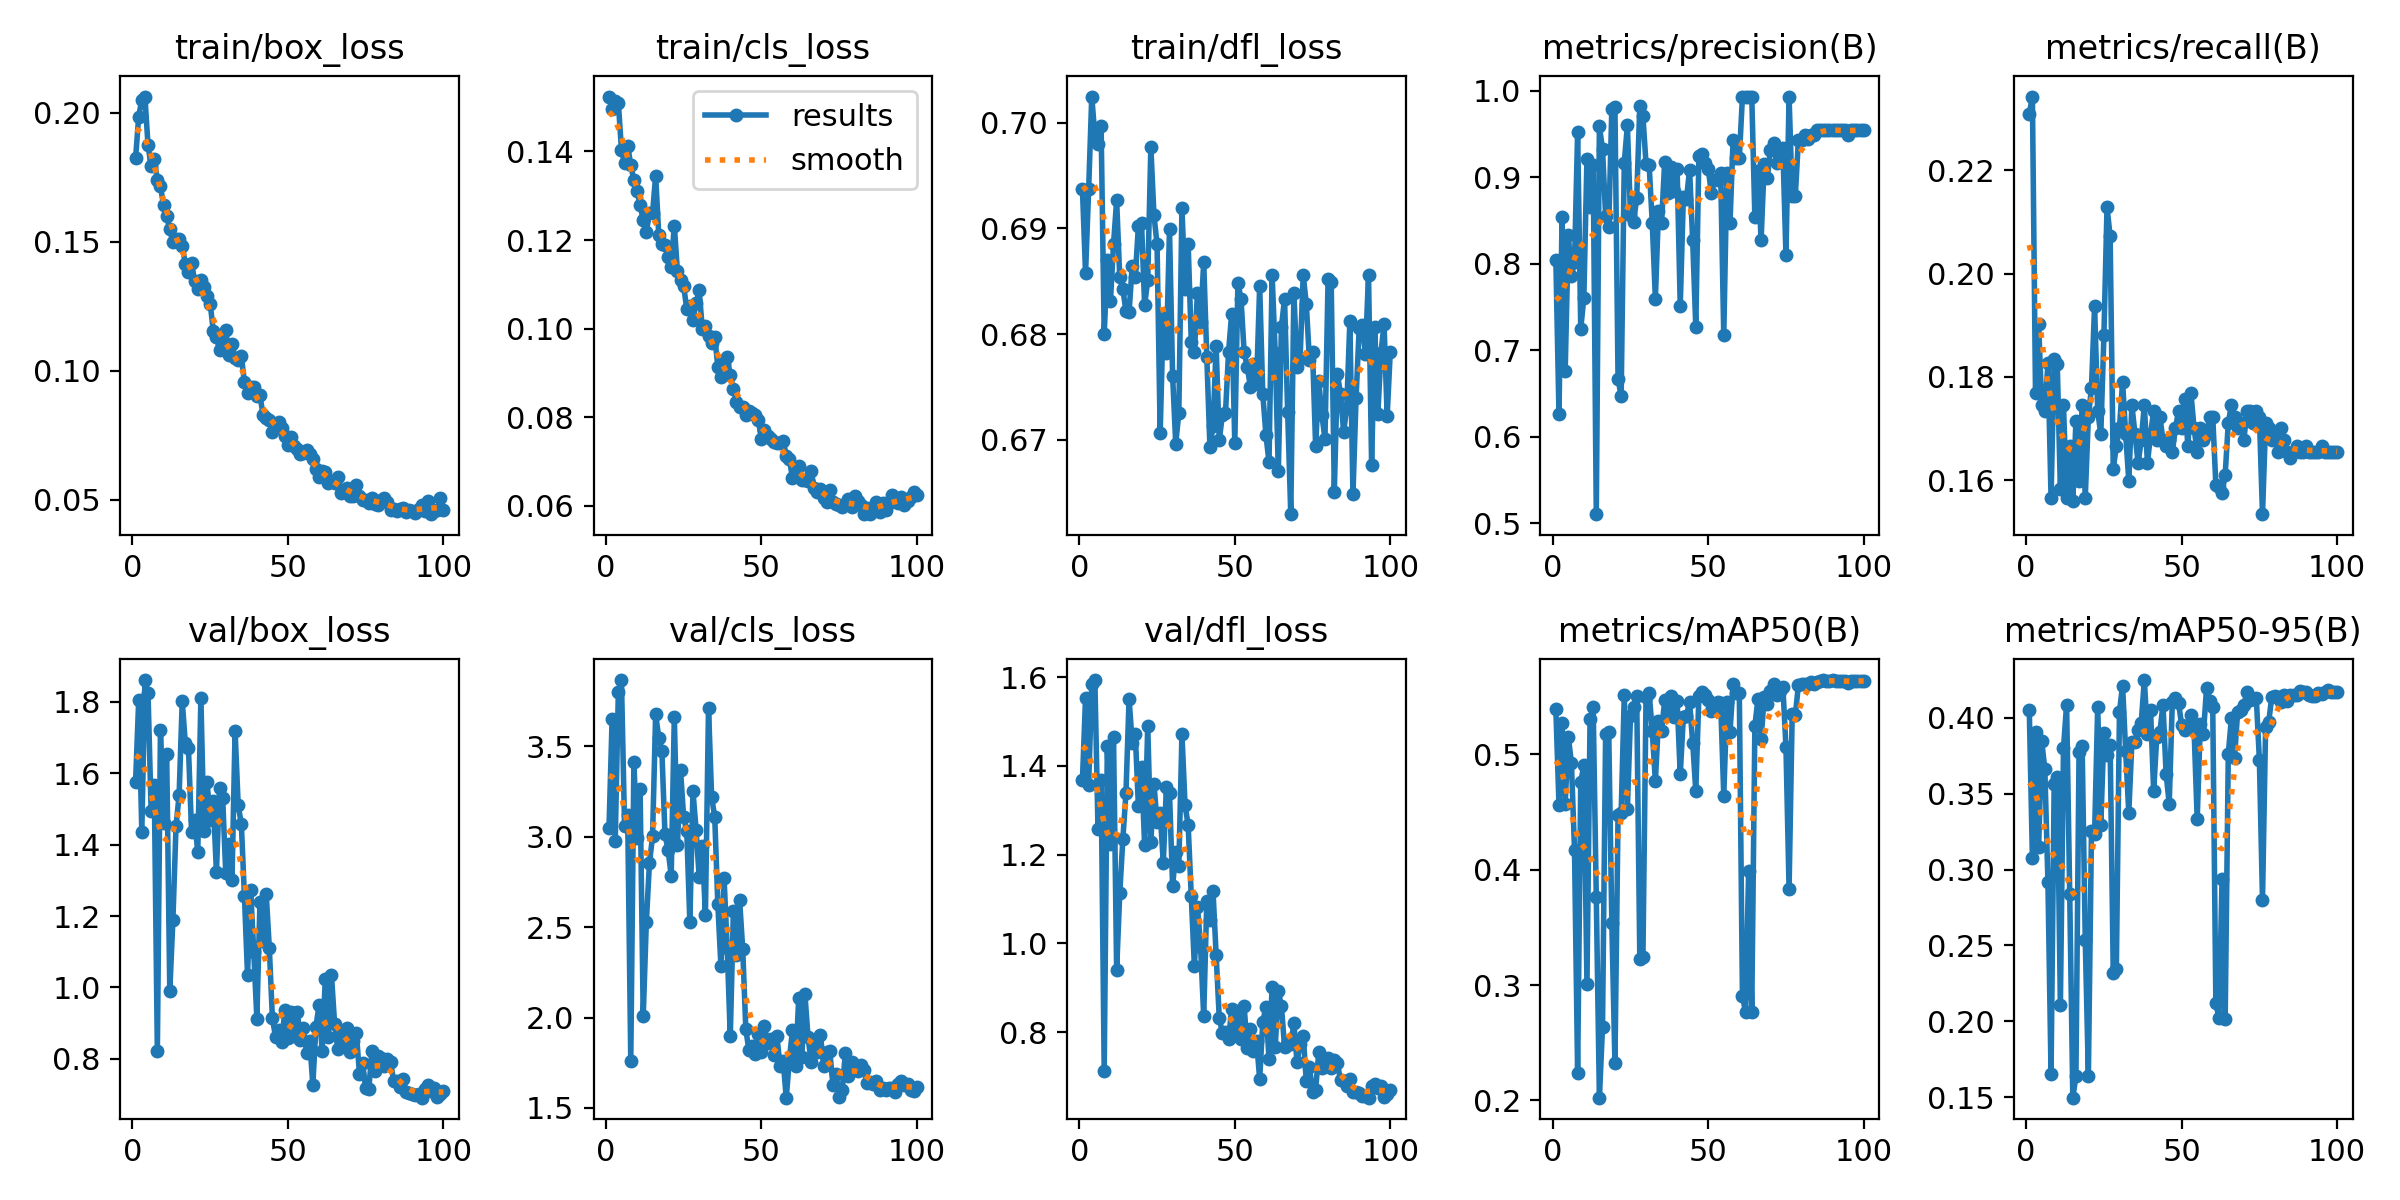 train/box_loss
0.20
0.15
0.10
0.05
0 50 100
train/cls_loss
results
smooth
0.14
0.12
0.10
0.08
0.06
0 50 100
train/dfl_loss
0.70
0.69
0.68
0.67
0 50 100
metrics/precision(B)
1.0
0.9
0.8
0.7
0.6
0.5
0 50 100
metrics/recall(B)
0.22
0.20
0.18
0.16
0 50 100
val/box_loss
1.8
1.6
1.4
1.2
1.0
0.8
0 50 100
val/cls_loss
3.5
3.0
2.5
2.0
1.5
0 50 100
val/dfl_loss
1.6
1.4
1.2
1.0
0.8
0 50 100
metrics/mAP50(B)
0.5
0.4
0.3
0.2
0 50 100
metrics/mAP50-95(B)
0.40
0.35
0.30
0.25
0.20
0.15
0 50 100